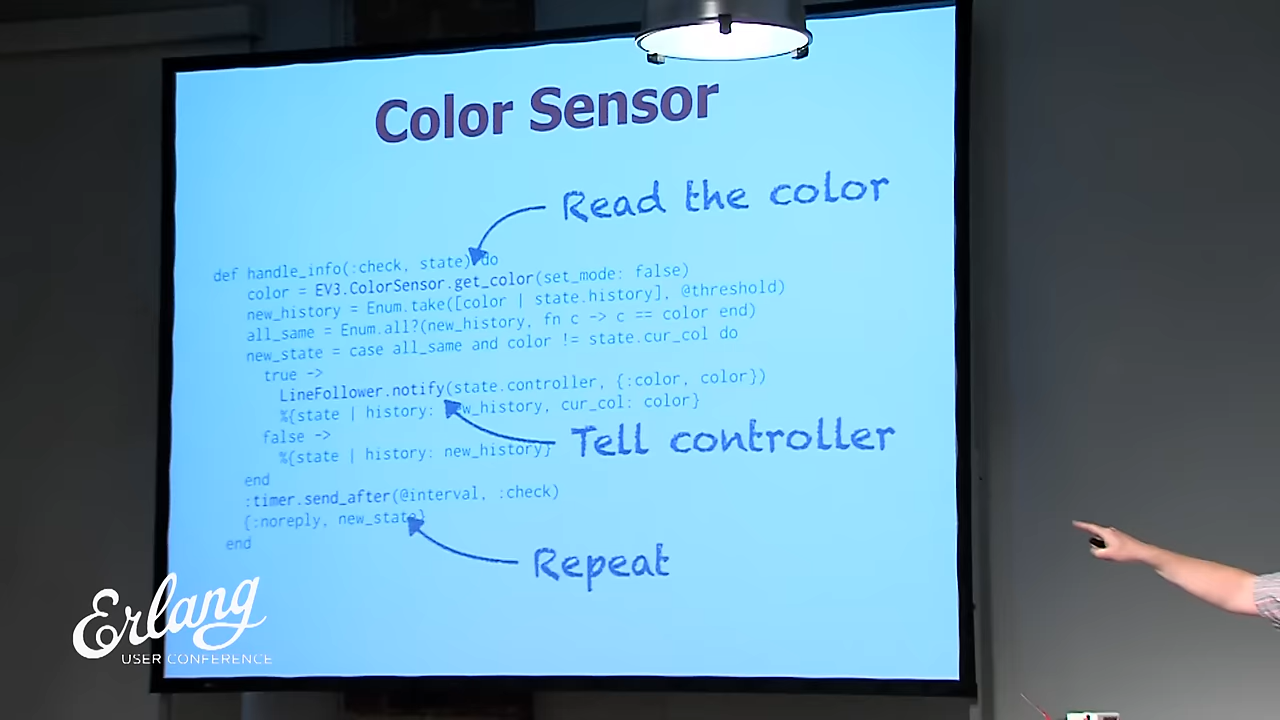 Color Sensor
Read the color
def handle_info(:check, state) do
color = EV3.ColorSensor.get_color(set_mode: false)
new_history = Enum.take([color | state.history], @threshold)
all_same = Enum.all?(new_history, fn c -> c == color end)
new_state = case all_same and color != state.cur_col do
true ->
LineFollower.notify(state.controller, {:color, color})
%{state | history: new_history, cur_col: color}
false ->
%{state | history: new_history}
Tell controller
end
:timer.send_after(@interval, :check)
{:noreply, new_state}
end
Repeat
Erlang
USER CONFERENCE